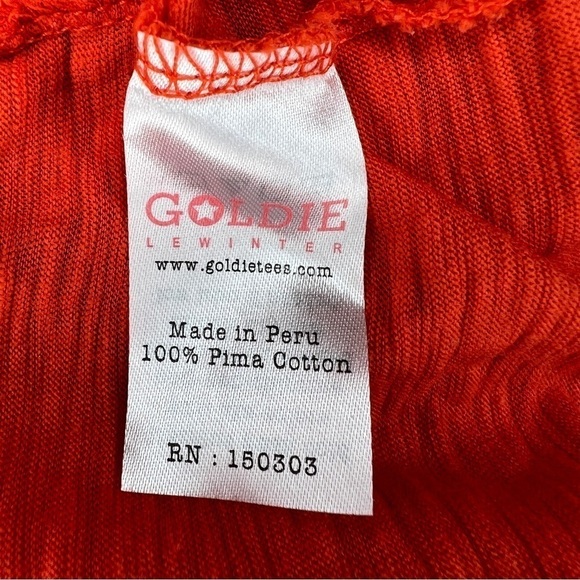 GOLDIE
LEWINTER
www.goldietees.com
Made in Peru
100% Pima Cotton
RN : 150303